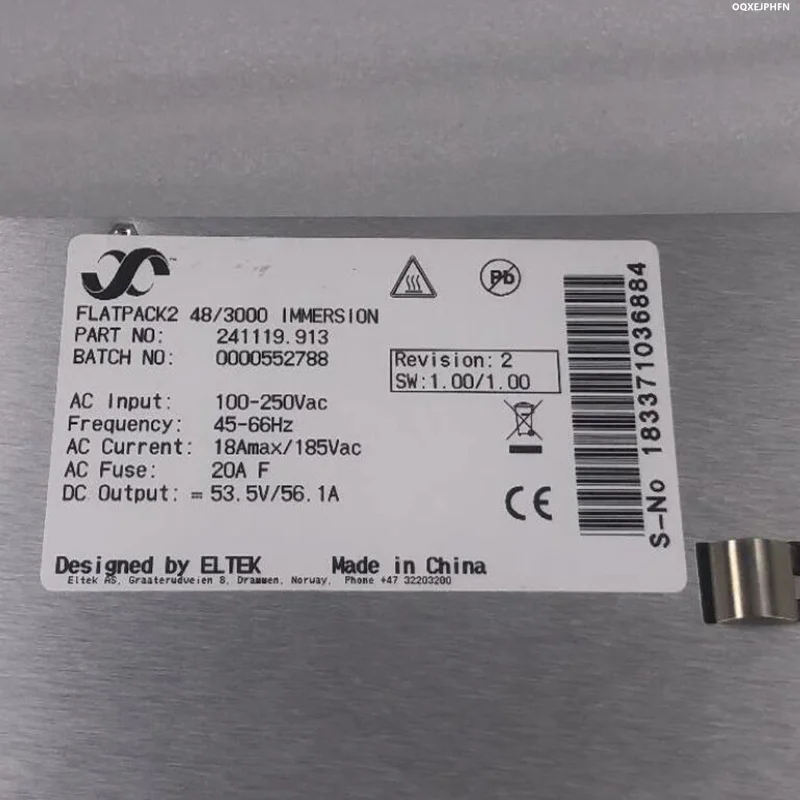 OQXEJPHFN
™
FLATPACK2 48/3000 IMMERSION
PART NO: 241119.913
BATCH NO: 0000552788
Pb
Revision: 2
SW:1.00/1.00
AC Input: 100-250Vac
Frequency: 45-66Hz
AC Current: 18Amax/185Vac
AC Fuse: 20A F
DC Output: = 53.5V/56.1A
CE
S-No 183371036884
Designed by ELTEK Made in China
Eltek AS, Graaterudveien 8, Drammen, Norway, Phone +47 32203200